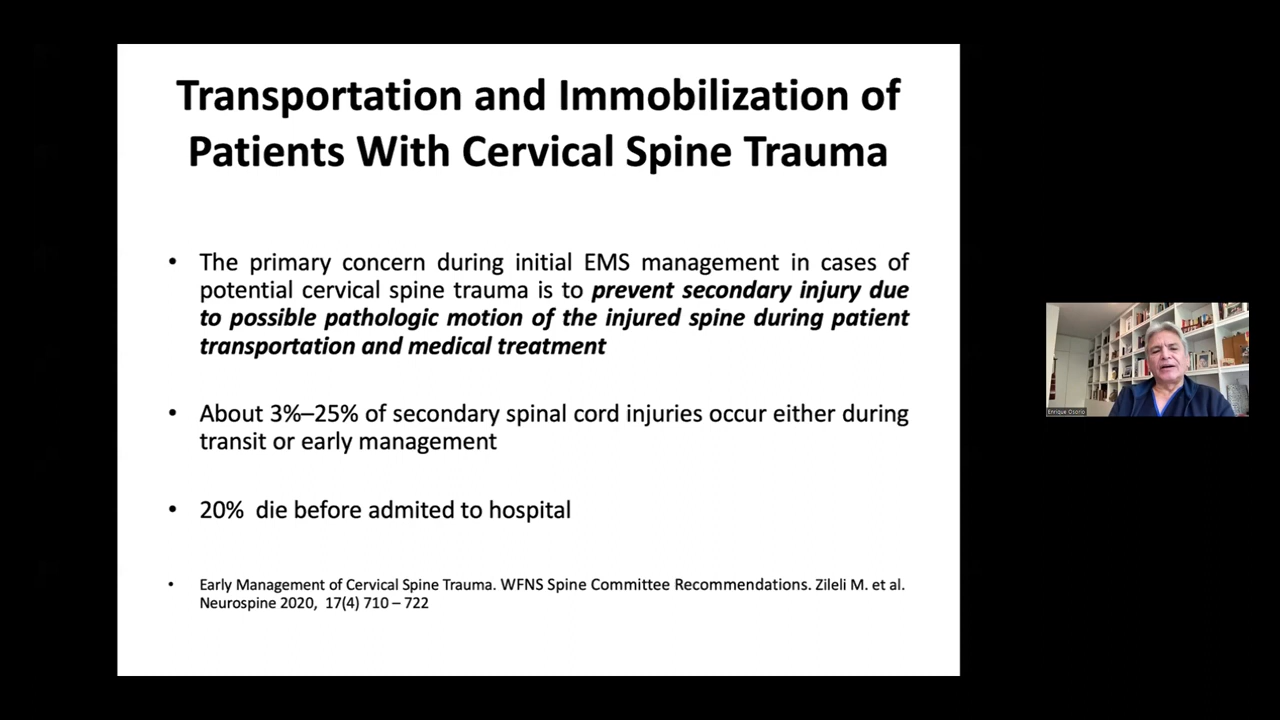 Transportation and Immobilization of
Patients With Cervical Spine Trauma
• The primary concern during initial EMS management in cases of
potential cervical spine trauma is to prevent secondary injury due
to possible pathologic motion of the injured spine during patient
transportation and medical treatment
• About 3%–25% of secondary spinal cord injuries occur either during
transit or early management
• 20%  die before admited to hospital
• Early Management of Cervical Spine Trauma. WFNS Spine Committee Recommendations. Zileli M. et al.
Neurospine 2020,  17(4) 710 – 722
Enrique Osorio